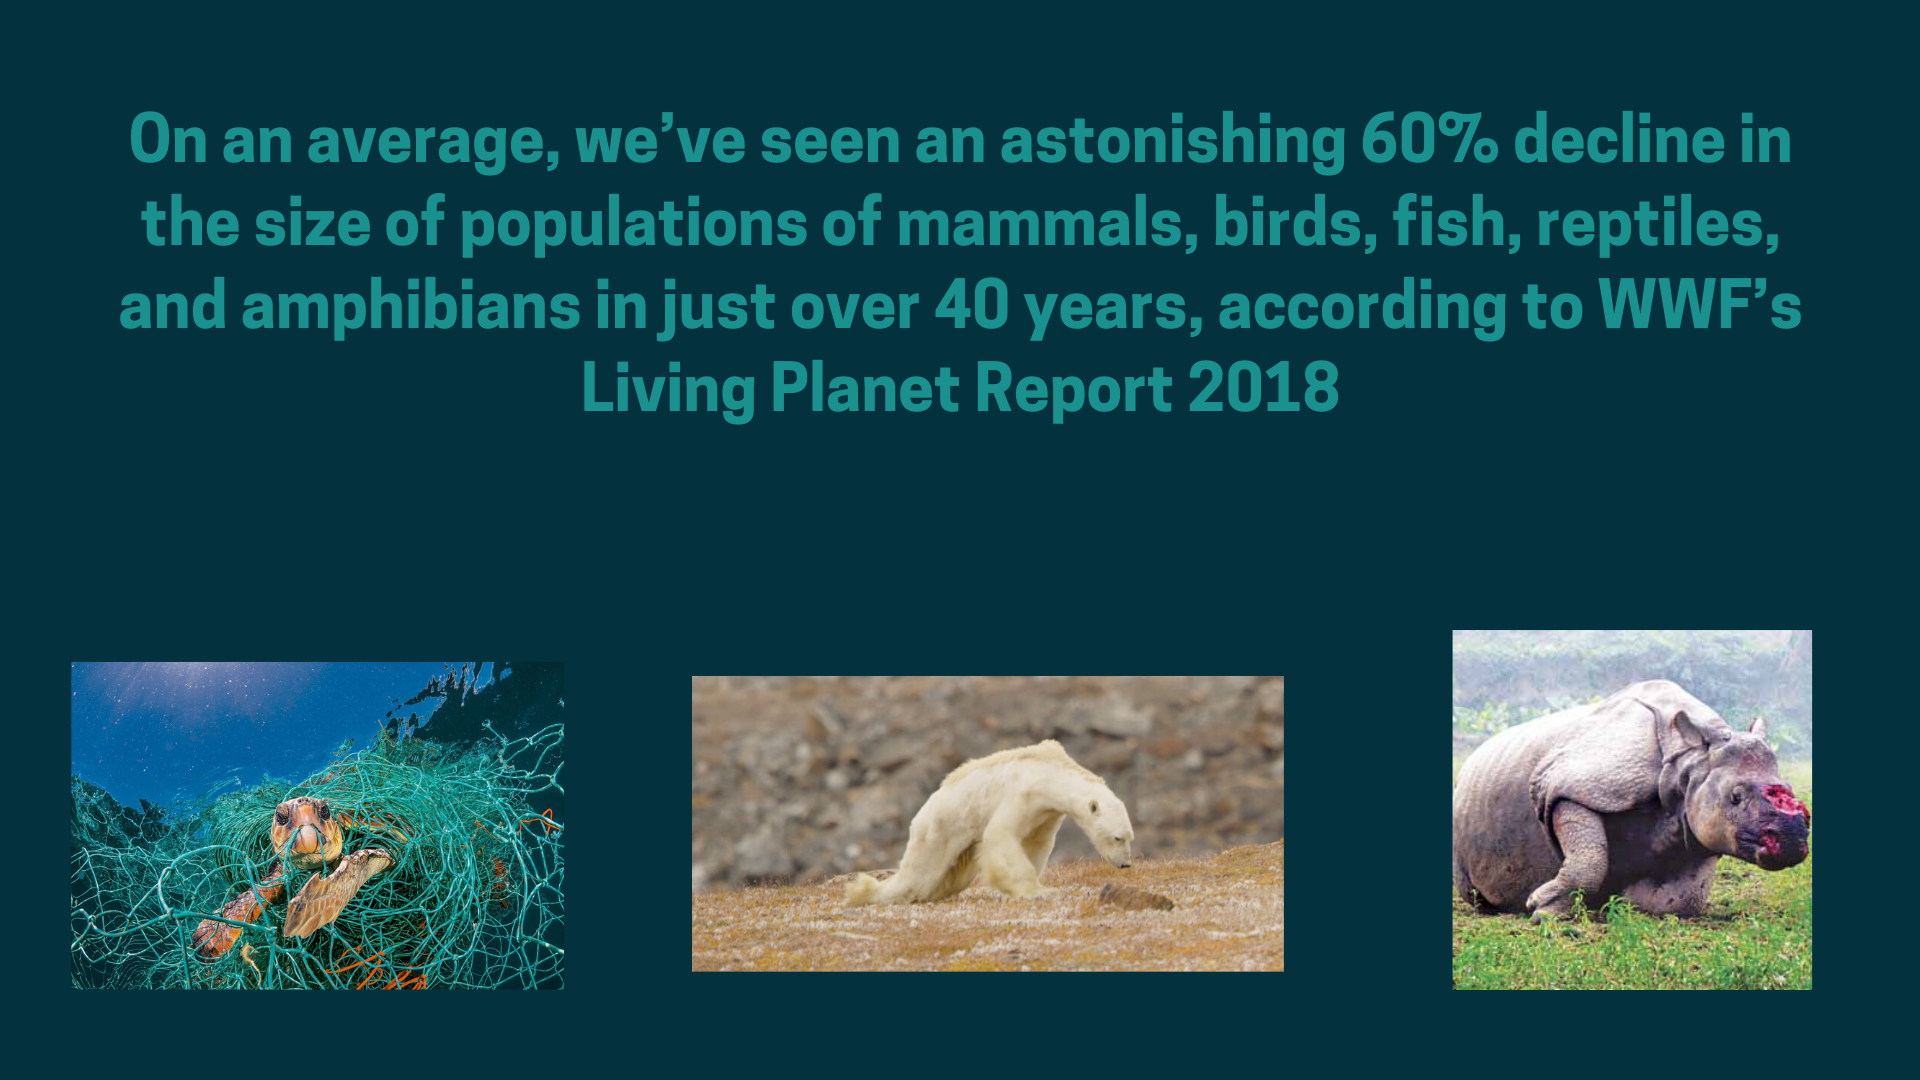 On an average, we’ve seen an astonishing 60% decline in
the size of populations of mammals, birds, fish, reptiles,
and amphibians in just over 40 years, according to WWF’s
Living Planet Report 2018